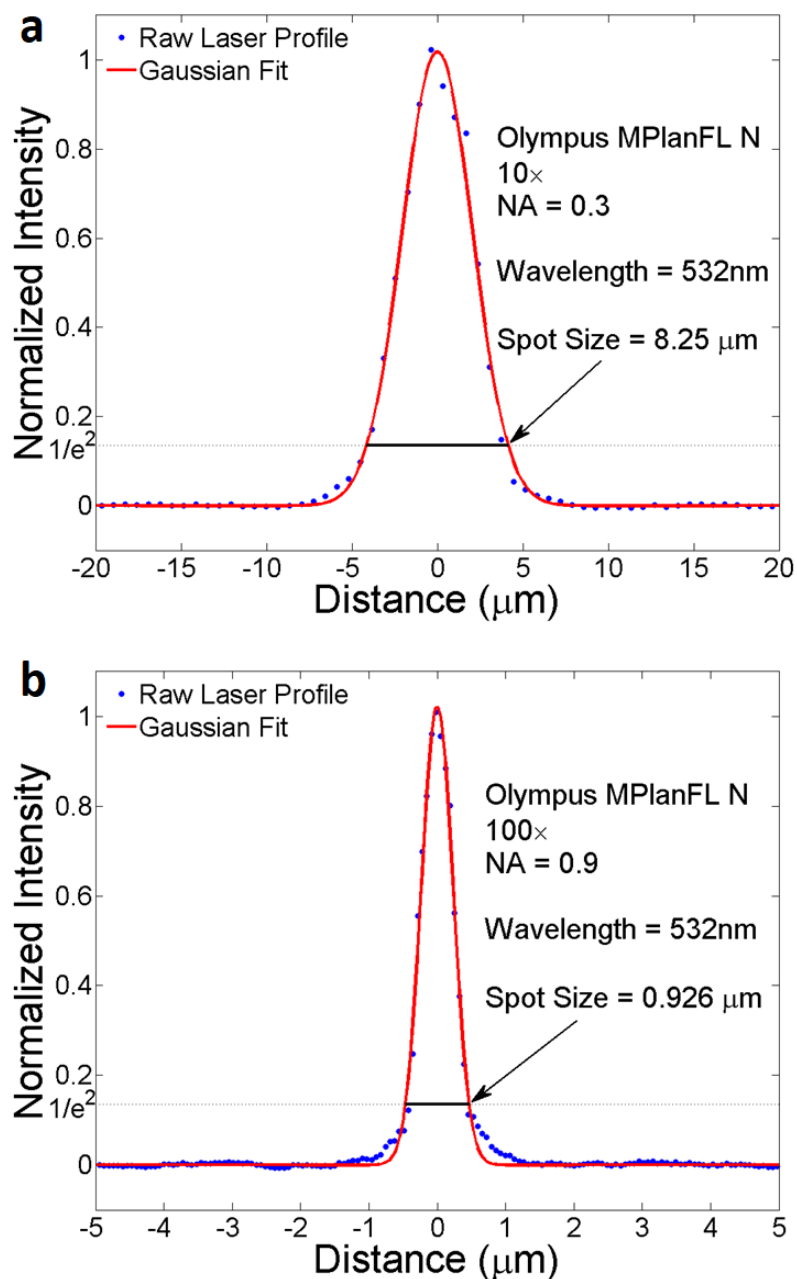 a
Raw Laser Profile
Gaussian Fit
Olympus MPlanFL N
10×
NA = 0.3
Wavelength = 532nm
Spot Size = 8.25 μm
Normalized Intensity
1
0.8
0.6
0.4
0.2
1/e²
0
-20 -15 -10 -5 0 5 10 15 20
Distance (μm)
b
Raw Laser Profile
Gaussian Fit
Olympus MPlanFL N
100×
NA = 0.9
Wavelength = 532nm
Spot Size = 0.926 μm
Normalized Intensity
1
0.8
0.6
0.4
0.2
1/e²
0
-5 -4 -3 -2 -1 0 1 2 3 4 5
Distance (μm)